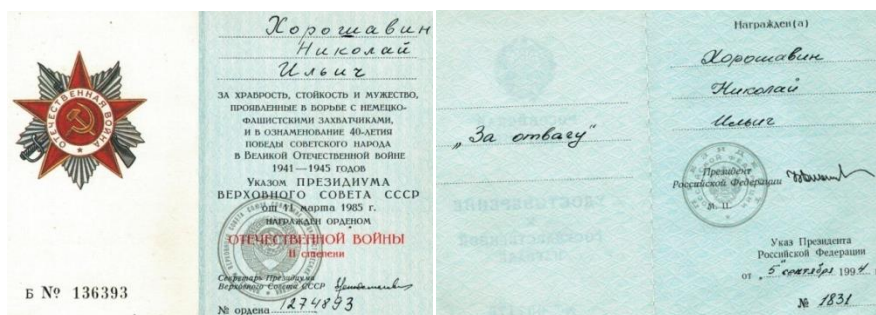 ОТЕЧЕСТВЕННАЯ ВОЙНА
Б № 136393
Хорошавин
Николай
Ильич
ЗА ХРАБРОСТЬ, СТОЙКОСТЬ И МУЖЕСТВО,
ПРОЯВЛЕННЫЕ В БОРЬБЕ С НЕМЕЦКО-
ФАШИСТСКИМИ ЗАХВАТЧИКАМИ,
И В ОЗНАМЕНОВАНИЕ 40-ЛЕТИЯ
ПОБЕДЫ СОВЕТСКОГО НАРОДА
В ВЕЛИКОЙ ОТЕЧЕСТВЕННОЙ ВОЙНЕ
1941—1945 ГОДОВ
УКАЗОМ ПРЕЗИДИУМА
ВЕРХОВНОГО СОВЕТА СССР
от 11 марта 1985 г.
НАГРАЖДЕН ОРДЕНОМ
ОТЕЧЕСТВЕННОЙ ВОЙНЫ
II степени
Секретарь Президиума
Верховного Совета СССР
№ ордена 1274893
„За отвагу"
Награжден(а)
Хорошавин
Николай
Ильич
Президент
Российской Федерации
М. П.
Указ Президента
Российской Федерации
от 5 сентября 1994 г.
№ 1831